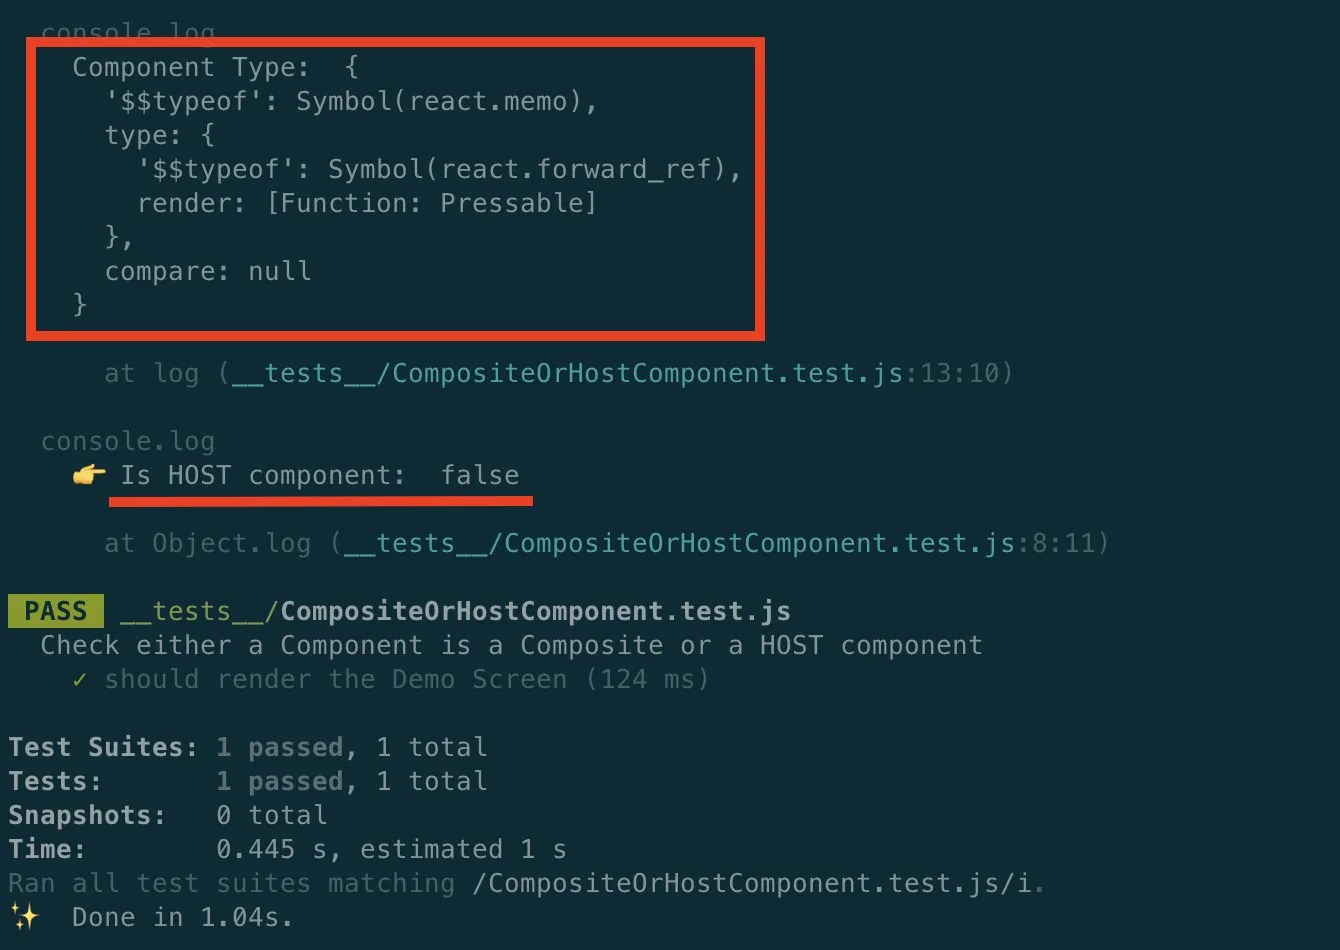 console.log
Component Type:  {
'$$typeof': Symbol(react.memo),
type: {
'$$typeof': Symbol(react.forward_ref),
render: [Function: Pressable]
},
compare: null
}
at log (__tests__/CompositeOrHostComponent.test.js:13:10)
console.log
👉 Is HOST component:  false
at Object.log (__tests__/CompositeOrHostComponent.test.js:8:11)
PASS __tests__/CompositeOrHostComponent.test.js
Check either a Component is a Composite or a HOST component
✓ should render the Demo Screen (124 ms)
Test Suites: 1 passed, 1 total
Tests:       1 passed, 1 total
Snapshots:   0 total
Time:        0.445 s, estimated 1 s
Ran all test suites matching /CompositeOrHostComponent.test.js/i.
✨  Done in 1.04s.